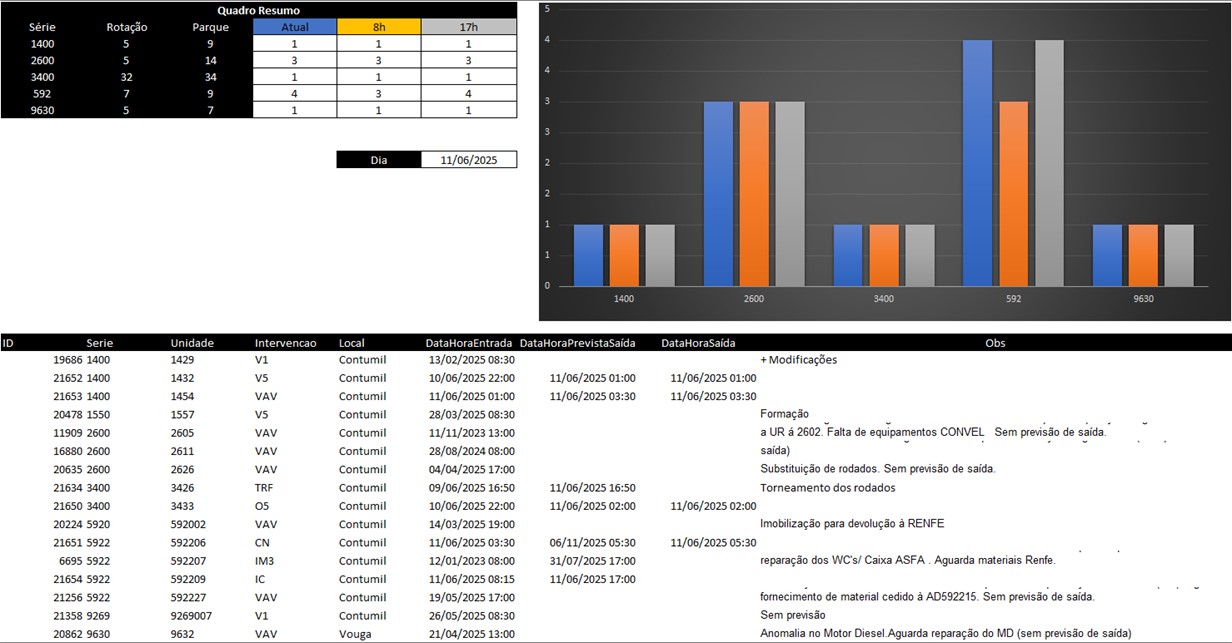 Quadro Resumo
Série Rotação Parque Atual 8h 17h
1400 5 9 1 1 1
2600 5 14 3 3 3
3400 32 34 1 1 1
592 7 9 4 3 4
9630 5 7 1 1 1
Dia 11/06/2025
5
4
4
3
3
2
2
1
1
0
1400 2600 3400 592 9630
ID Serie Unidade Intervencao Local DataHoraEntrada DataHoraPrevistaSaída DataHoraSaída Obs
19686 1400 1429 V1 Contumil 13/02/2025 08:30 + Modificações
21652 1400 1432 V5 Contumil 10/06/2025 22:00 11/06/2025 01:00 11/06/2025 01:00
21653 1400 1454 VAV Contumil 11/06/2025 01:00 11/06/2025 03:30 11/06/2025 03:30
20478 1550 1557 V5 Contumil 28/03/2025 08:30 Formação
11909 2600 2605 VAV Contumil 11/11/2023 13:00 a UR á 2602. Falta de equipamentos CONVEL Sem previsão de saída.
16880 2600 2611 VAV Contumil 28/08/2024 08:00 saída)
20635 2600 2626 VAV Contumil 04/04/2025 17:00 Substituição de rodados. Sem previsão de saída.
21634 3400 3426 TRF Contumil 09/06/2025 16:50 11/06/2025 16:50 Torneamento dos rodados
21650 3400 3433 O5 Contumil 10/06/2025 22:00 11/06/2025 02:00 11/06/2025 02:00
20224 5920 592002 VAV Contumil 14/03/2025 19:00 Imobilização para devolução à RENFE
21651 5922 592206 CN Contumil 11/06/2025 03:30 06/11/2025 05:30 11/06/2025 05:30
6695 5922 592207 IM3 Contumil 12/01/2023 08:00 31/07/2025 17:00 reparação dos WC's/ Caixa ASFA . Aguarda materiais Renfe.
21654 5922 592209 IC Contumil 11/06/2025 08:15 11/06/2025 17:00
21256 5922 592227 VAV Contumil 19/05/2025 17:00 fornecimento de material cedido à AD592215. Sem previsão de saída.
21358 9269 9269007 V1 Contumil 26/05/2025 08:30 Sem previsão
20862 9630 9632 VAV Vouga 21/04/2025 13:00 Anomalia no Motor Diesel.Aguarda reparação do MD (sem previsão de saída)